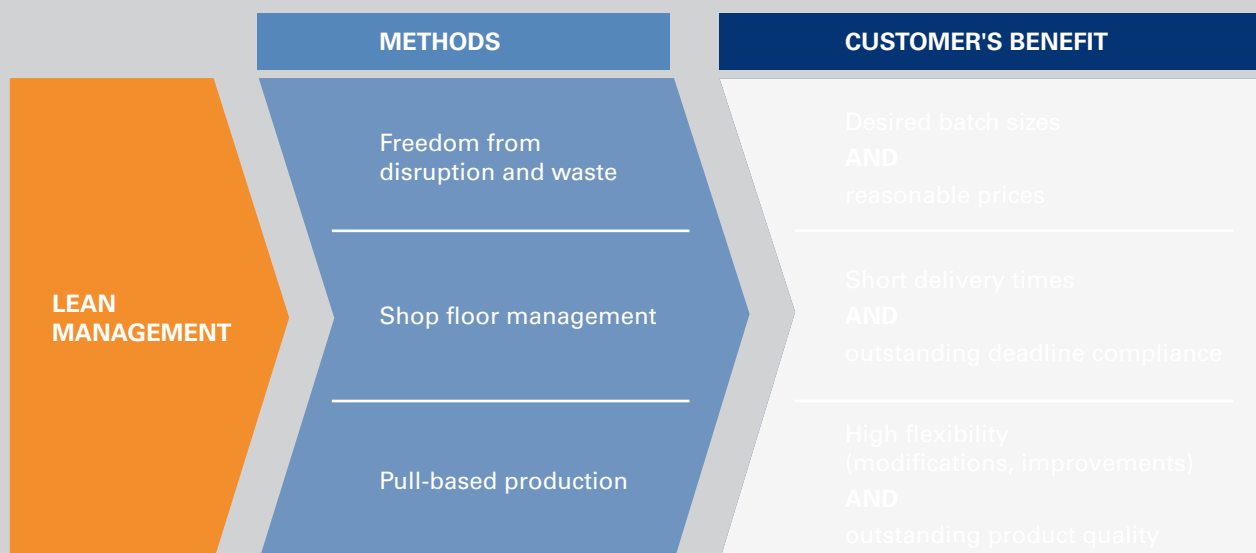 METHODS
CUSTOMER'S BENEFIT
LEAN
MANAGEMENT
Freedom from
disruption and waste
Shop floor management
Pull-based production
Desired batch sizes
AND
reasonable prices
Short delivery times
AND
outstanding deadline compliance
High flexibility
(modifications, improvements)
AND
outstanding product quality